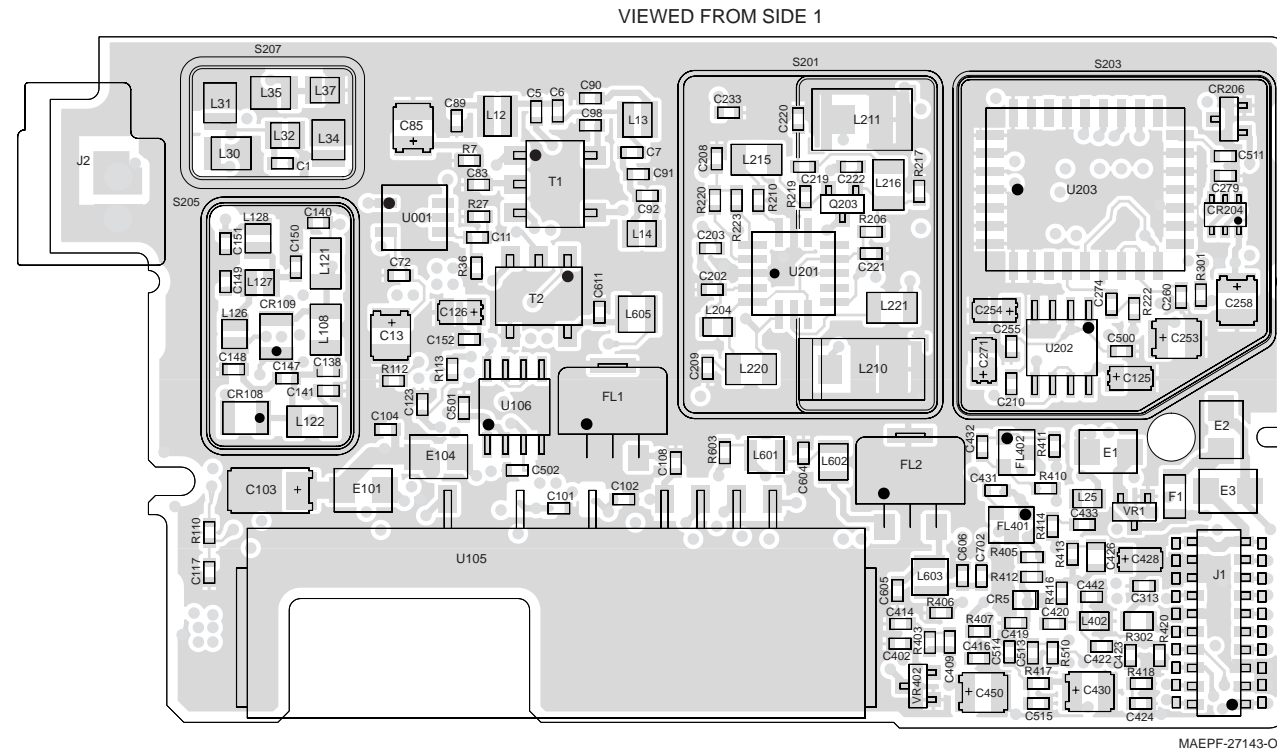 VIEWED FROM SIDE 1
S207
S201
S203
L31
L35
L37
L32
L34
L30
C1
J2
C85
C89
L12
C5
C6
C90
C98
L13
R7
C83
T1
C7
C91
C92
L14
U001
R27
C11
C72
R36
T2
C611
L605
C126
C152
C13
R113
R112
C123
C501
U106
FL1
C104
E104
C502
S205
L128
C140
C151
C150
L121
C149
L127
CR109
L126
L108
C148
C147
C138
C141
CR108
L122
C233
C220
L211
C208
L215
C219
C222
L216
R217
R220
R223
R210
R219
Q203
R206
C203
C221
U201
C202
L204
L221
C209
L220
L210
U203
CR206
C511
C279
CR204
R301
C260
C258
C274
R222
C254
C255
C271
U202
C500
C253
C210
C125
C103
E101
C101
C102
C108
R603
L601
C604
L602
FL2
C432
FL402
R411
E1
E2
E3
C431
R410
L25
F1
FL401
R414
C433
VR1
R110
C117
U105
R405
R413
C426
C428
J1
C606
C702
L603
C605
R412
R416
C442
C313
CR5
R406
C414
R407
C419
C420
L402
R302
R420
R403
C402
C409
C416
C514
C513
R510
C422
C423
VR402
C450
R417
C430
R418
C515
C424
MAEPF-27143-O